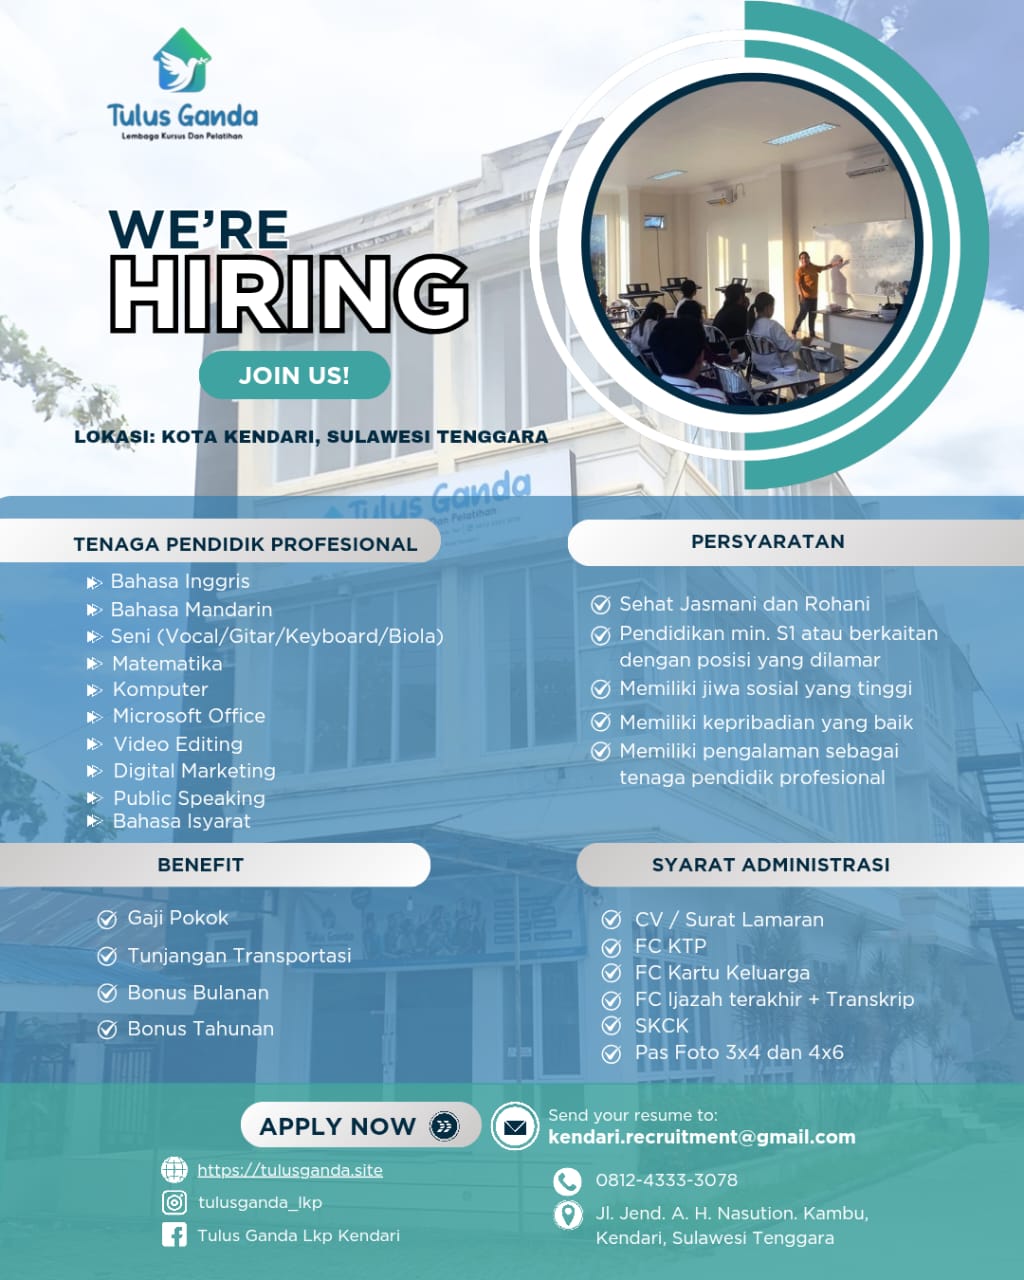 Tulus Ganda
Lembaga Kursus Dan Pelatihan
WE'RE
HIRING
JOIN US!
LOKASI: KOTA KENDARI, SULAWESI TENGGARA
Tulus Ganda
Dan Pelatihan
TENAGA PENDIDIK PROFESIONAL
Bahasa Inggris
Bahasa Mandarin
Seni (Vocal/Gitar/Keyboard/Biola)
Matematika
Komputer
Microsoft Office
Video Editing
Digital Marketing
Public Speaking
Bahasa Isyarat
PERSYARATAN
Sehat Jasmani dan Rohani
Pendidikan min. S1 atau berkaitan
dengan posisi yang dilamar
Memiliki jiwa sosial yang tinggi
Memiliki kepribadian yang baik
Memiliki pengalaman sebagai
tenaga pendidik profesional
BENEFIT
Gaji Pokok
Tunjangan Transportasi
Bonus Bulanan
Bonus Tahunan
SYARAT ADMINISTRASI
CV / Surat Lamaran
FC KTP
FC Kartu Keluarga
FC Ijazah terakhir + Transkrip
SKCK
Pas Foto 3x4 dan 4x6
APPLY NOW
Send your resume to:
kendari.recruitment@gmail.com
https://tulusganda.site
tulusganda_lkp
Tulus Ganda Lkp Kendari
0812-4333-3078
Jl. Jend. A. H. Nasution. Kambu,
Kendari, Sulawesi Tenggara